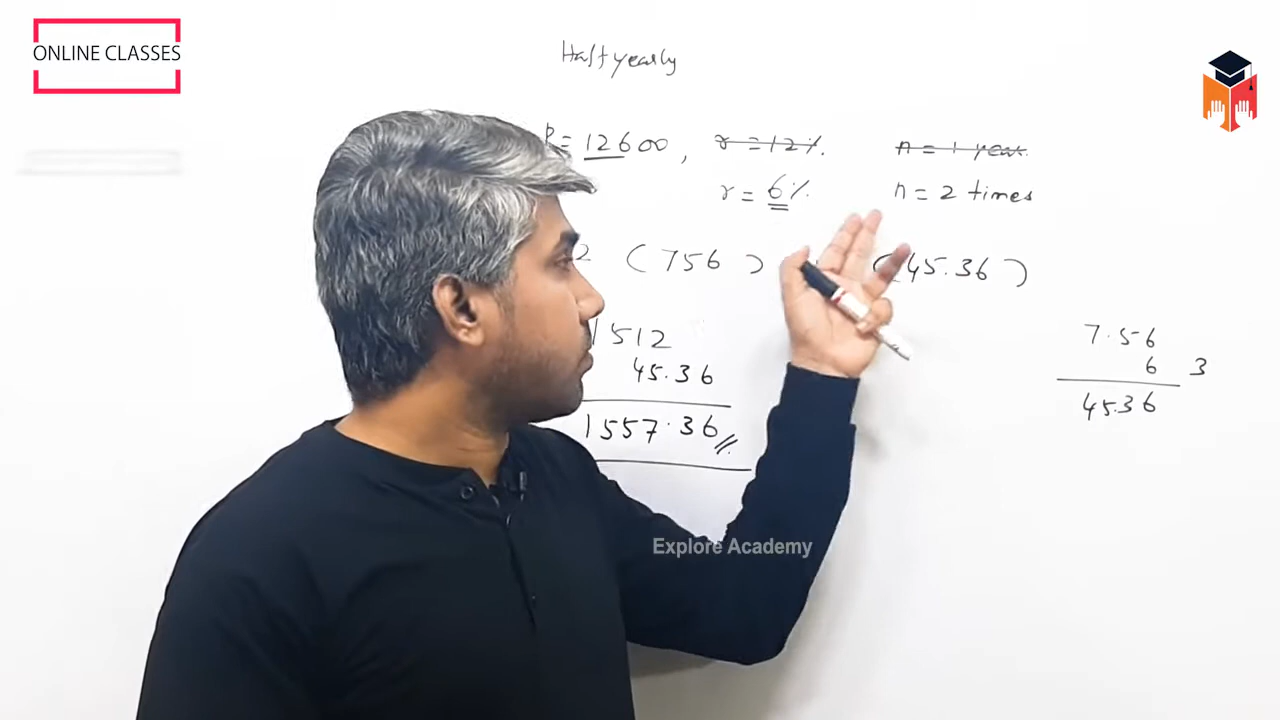 ONLINE CLASSES
Half yearly
P = 12600, r = 12%. n = 1 year.
r = 6% n = 2 times
2 (756) (45.36)
1512
45.36
1557.36
7.56
6 3
45.36
Explore Academy